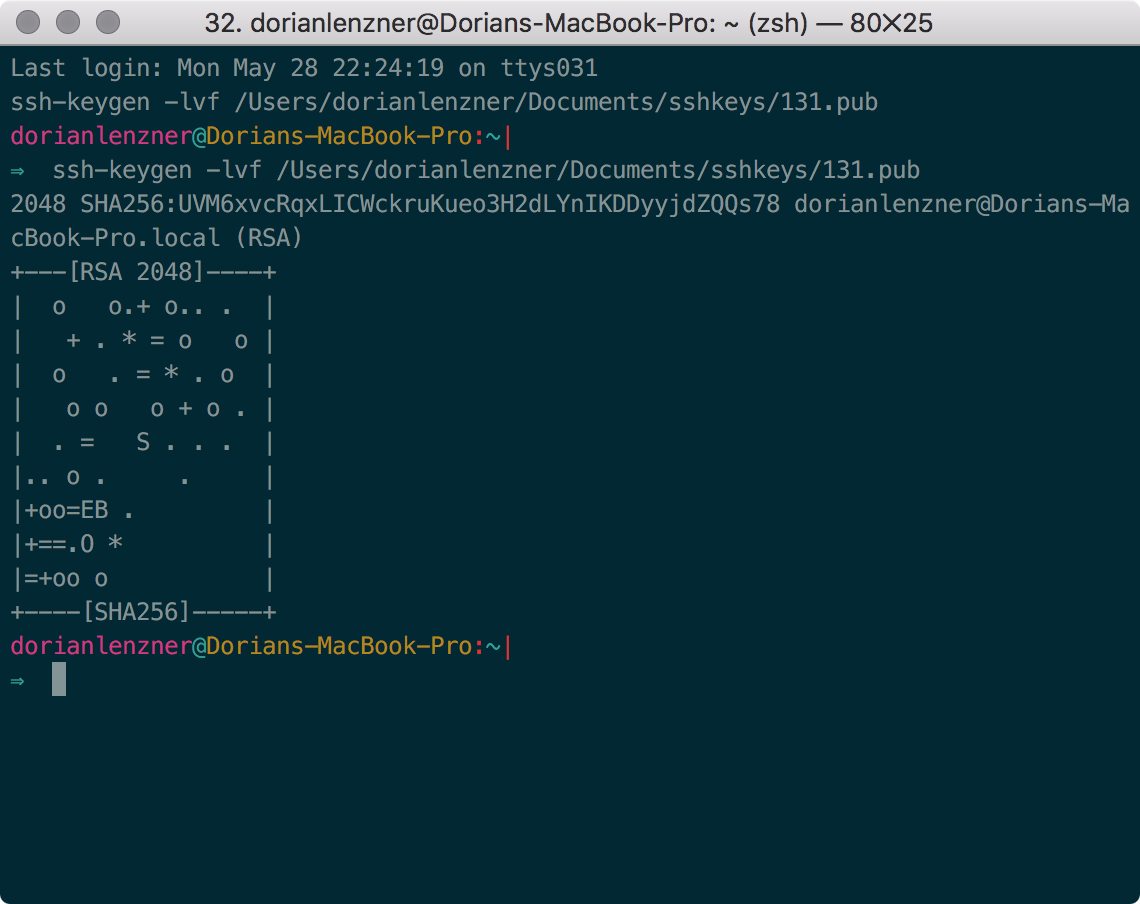 32. dorianlenzner@Dorians-MacBook-Pro: ~ (zsh) — 80✕25
Last login: Mon May 28 22:24:19 on ttys031
ssh-keygen -lvf /Users/dorianlenzner/Documents/sshkeys/131.pub
dorianlenzner@Dorians-MacBook-Pro:~|
⇒  ssh-keygen -lvf /Users/dorianlenzner/Documents/sshkeys/131.pub
2048 SHA256:UVM6xvcRqxLICWckruKueo3H2dLYnIKDDyyjdZQQs78 dorianlenzner@Dorians-Ma
cBook-Pro.local (RSA)
+---[RSA 2048]----+
|  o   o.+ o.. .  |
|   + . * = o   o |
|  o   . = * . o  |
|   o o   o + o . |
|  . =   S . . .  |
|.. o .     .     |
|+oo=EB .         |
|+==.O *          |
|=+oo o           |
+----[SHA256]-----+
dorianlenzner@Dorians-MacBook-Pro:~|
⇒